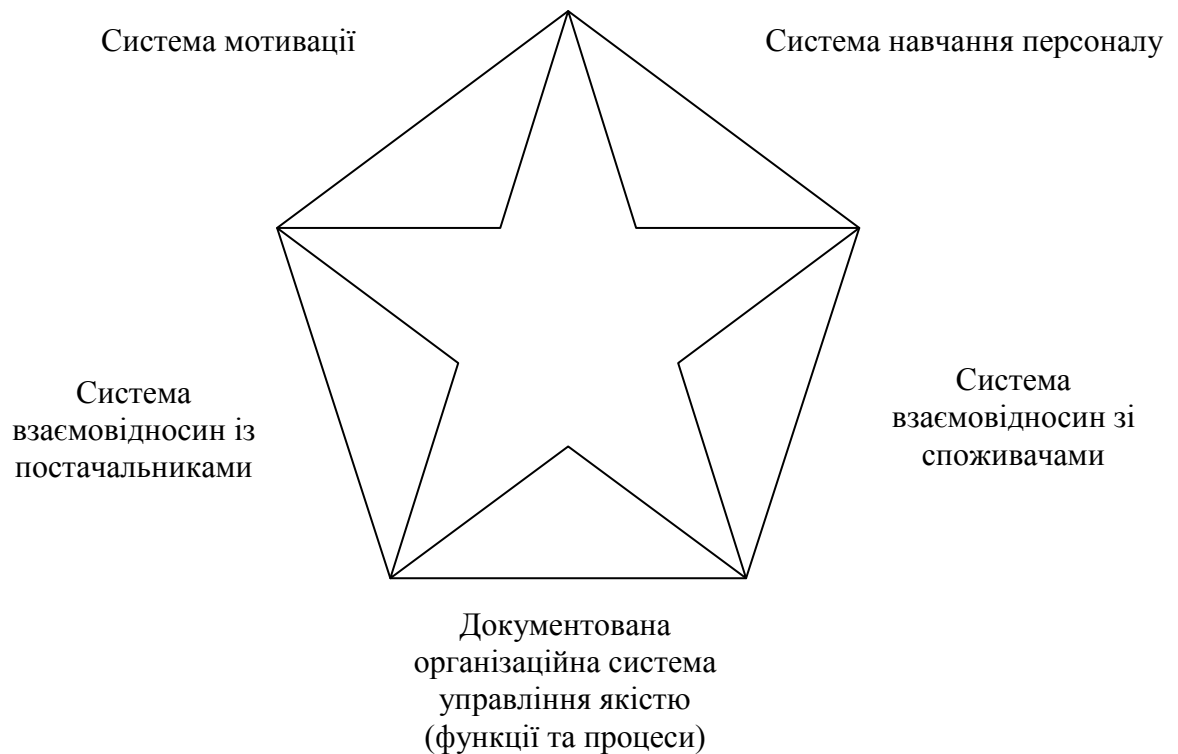 Система мотивації
Система навчання персоналу
Система
взаємовідносин із
постачальниками
Система
взаємовідносин зі
споживачами
Документована
організаційна система
управління якістю
(функції та процеси)